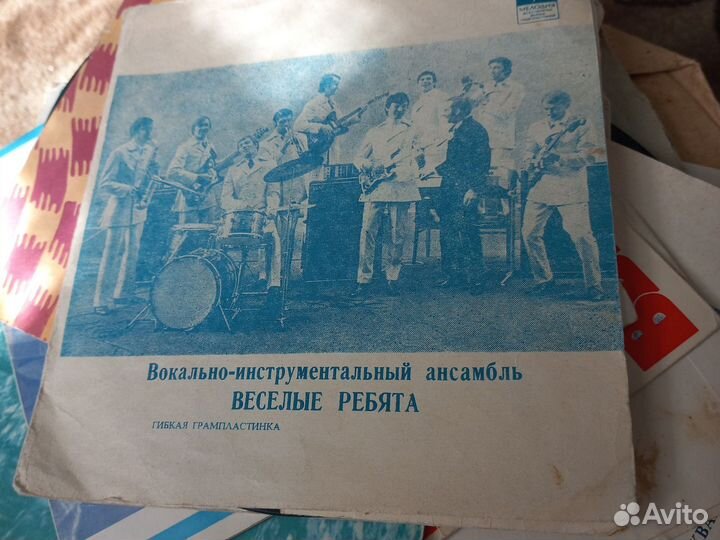 МЕЛОДИЯ
Вокально-инструментальный ансамбль
ВЕСЕЛЫЕ РЕБЯТА
ГИБКАЯ ГРАМПЛАСТИНКА
Avito